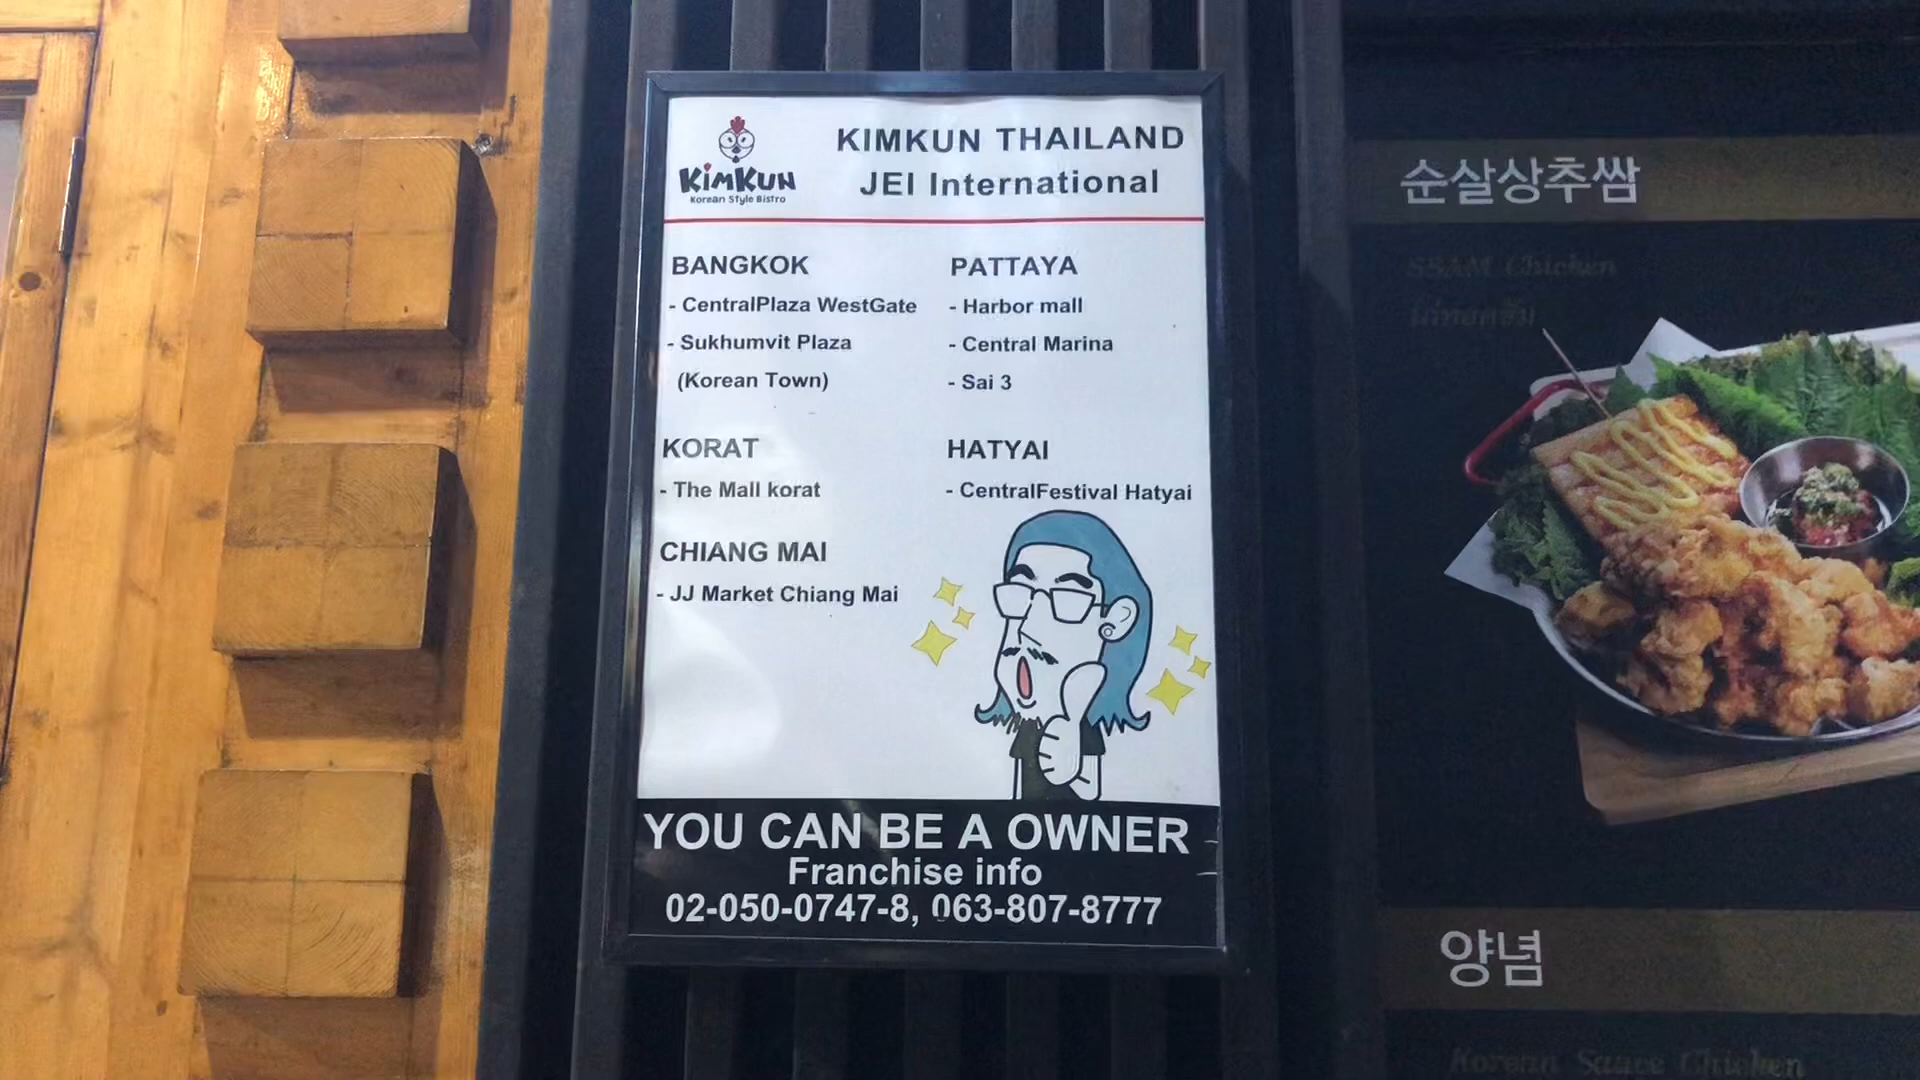 KIMKUN
Korean Style Bistro
KIMKUN THAILAND
JEI International
BANGKOK
- CentralPlaza WestGate
- Sukhumvit Plaza
(Korean Town)
PATTAYA
- Harbor mall
- Central Marina
- Sai 3
KORAT
- The Mall korat
HATYAI
- CentralFestival Hatyai
CHIANG MAI
- JJ Market Chiang Mai
YOU CAN BE A OWNER
Franchise info
02-050-0747-8, 063-807-8777
순살상추쌈
SSAM Chicken
양념
Korean Sauce Chicken